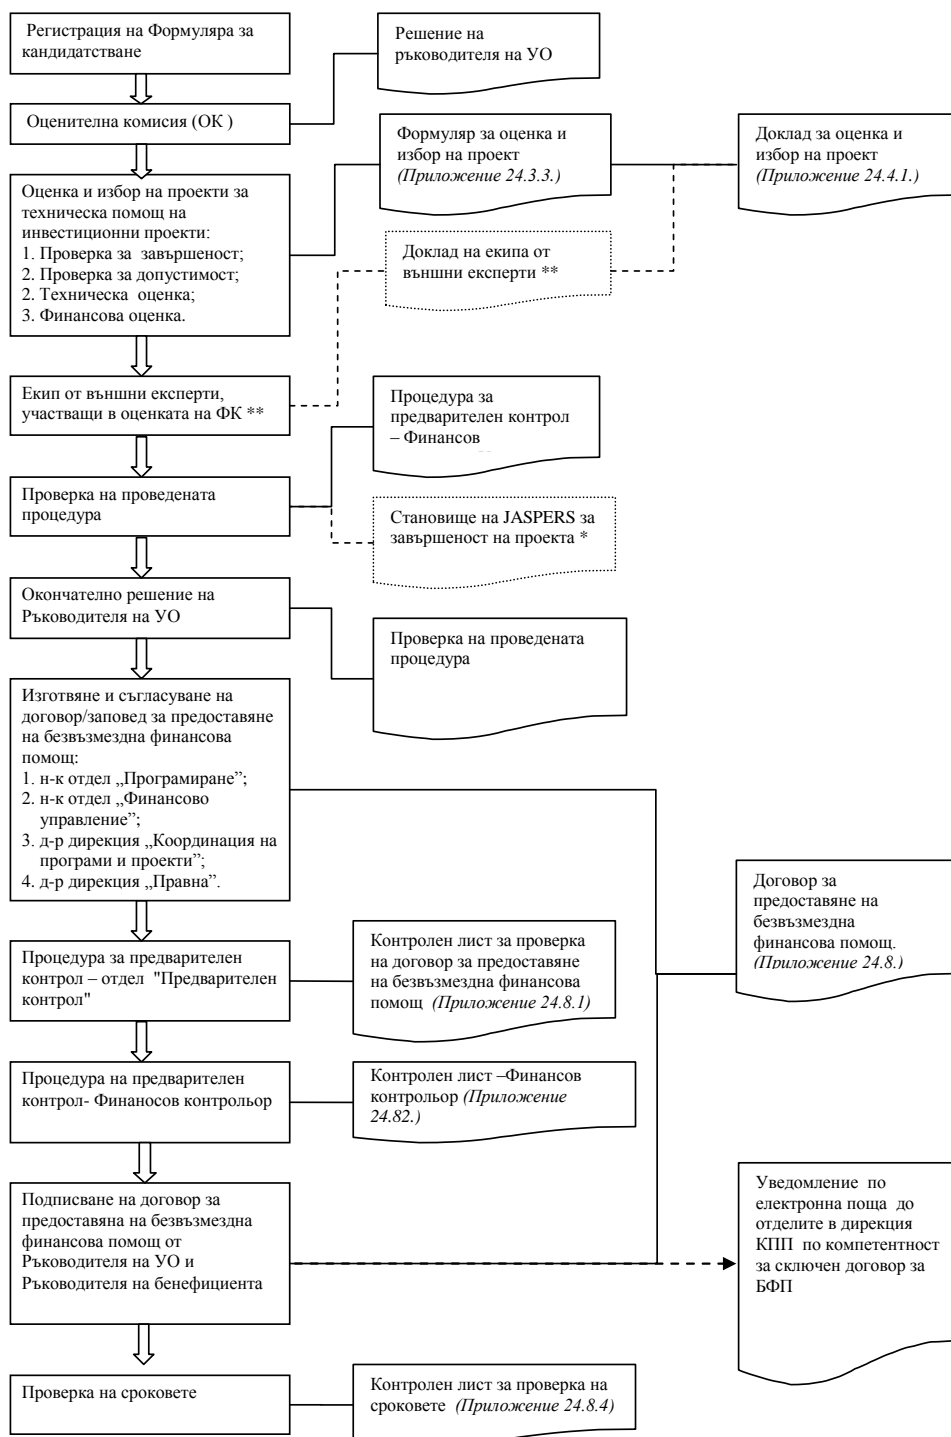 Регистрация на Формуляра за
кандидатстване
Решение на
ръководителя на УО
Оценителна комисия (ОК )
Формуляр за оценка и
избор на проект
(Приложение 24.3.3.)
Доклад за оценка и
избор на проект
(Приложение 24.4.1.)
Оценка и избор на проекти за
техническа помощ на
инвестиционни проекти:
1. Проверка за завършеност;
2. Проверка за допустимост;
2. Техническа оценка;
3. Финансова оценка.
Доклад на екипа от
външни експерти **
Екип от външни експерти,
участващи в оценката на ФК **
Процедура за
предварителен контрол
– Финансов
Проверка на проведената
процедура
Становище на JASPERS за
завършеност на проекта *
Окончателно решение на
Ръководителя на УО
Проверка на проведената
процедура
Изготвяне и съгласуване на
договор/заповед за предоставяне
на безвъзмездна финансова
помощ:
1. н-к отдел „Програмиране”;
2. н-к отдел „Финансово
управление”;
3. д-р дирекция „Координация на
програми и проекти”;
4. д-р дирекция „Правна”.
Договор за
предоставяне на
безвъзмездна
финансова помощ.
(Приложение 24.8.)
Процедура за предварителен
контрол – отдел "Предварителен
контрол"
Контролен лист за проверка
на договор за предоставяне
на безвъзмездна финансова
помощ (Приложение 24.8.1)
Процедура на предварителен
контрол- Финаносов контрольор
Контролен лист –Финансов
контрольор (Приложение
24.82.)
Подписване на договор за
предоставяна на безвъзмездна
финансова помощ от
Ръководителя на УО и
Ръководителя на бенефициента
Уведомление по
електронна поща до
отделите в дирекция
КПП по компетентност
за сключен договор за
БФП
Проверка на сроковете
Контролен лист за проверка на
сроковете (Приложение 24.8.4)